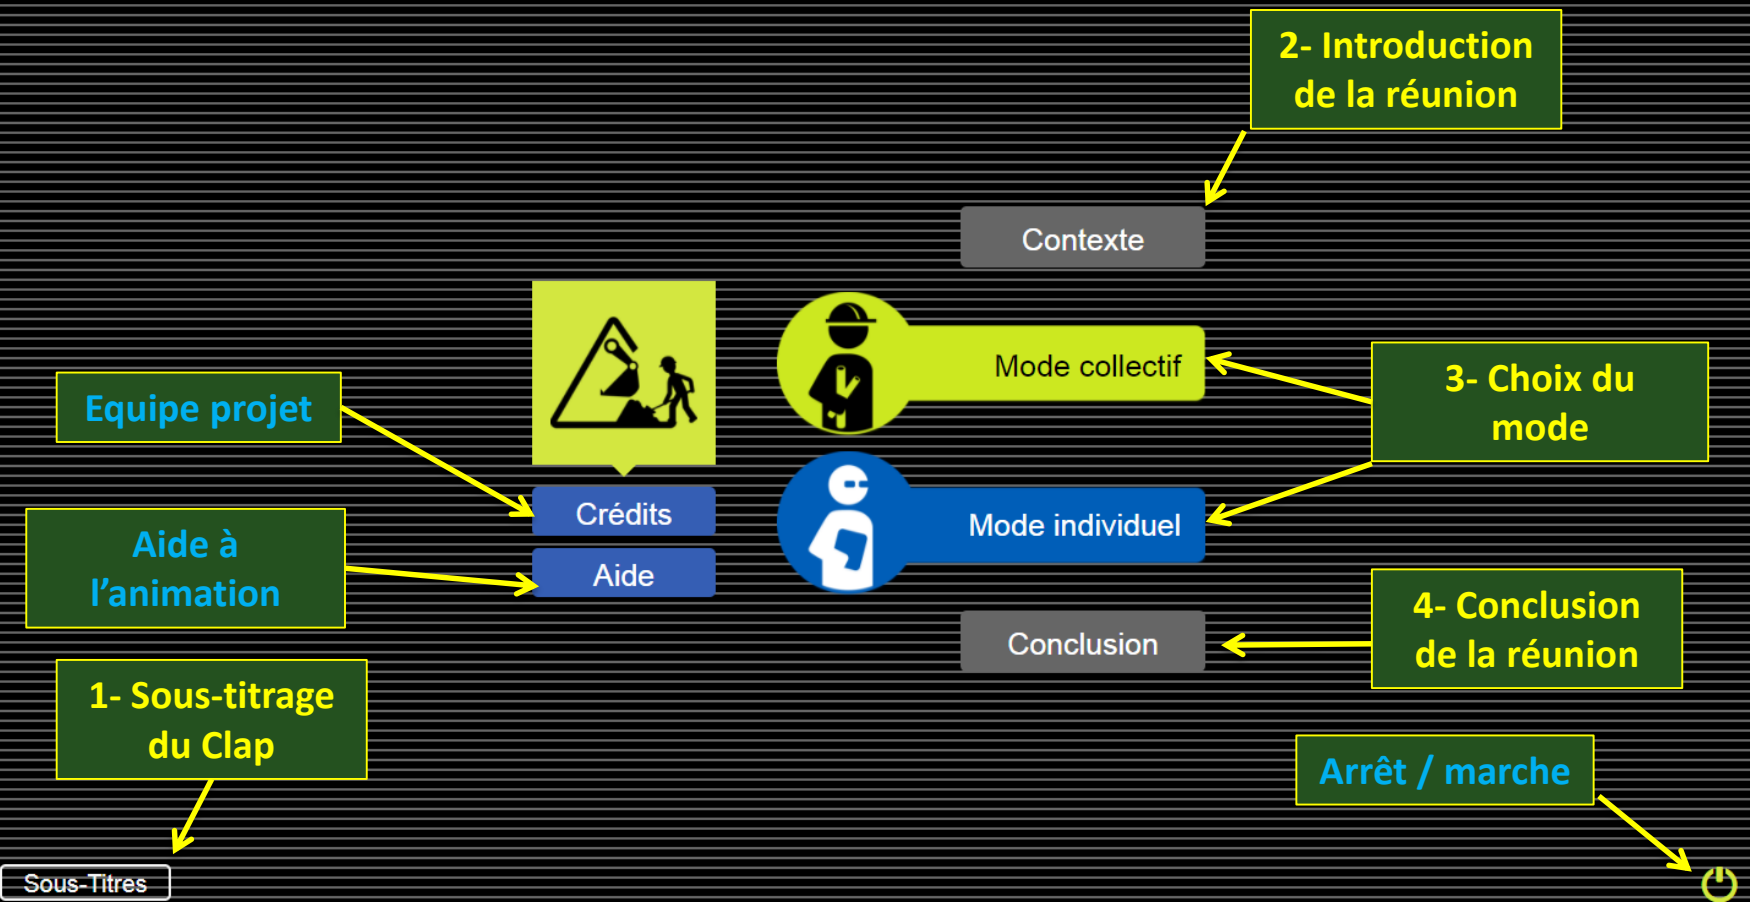 2- Introduction
de la réunion
Contexte
Mode collectif
3- Choix du
mode
Equipe projet
Crédits
Mode individuel
Aide à
l’animation
Aide
4- Conclusion
de la réunion
Conclusion
1- Sous-titrage
du Clap
Arrêt / marche
Sous-Titres